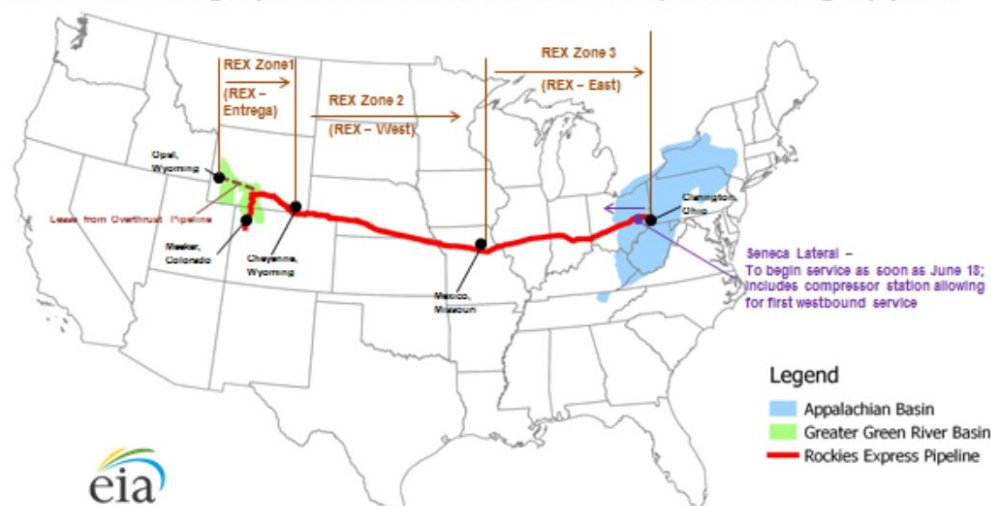 REX Zone1
(REX –
Entrega)
REX Zone 2
(REX – West)
REX Zone 3
(REX – East)
Opal,
Wyoming
Lease from Overthrust Pipeline
Meeker,
Colorado
Cheyenne,
Wyoming
Mexico,
Missouri
Clarington,
Ohio
Seneca Lateral –
To begin service as soon as June 18;
includes compressor station allowing
for first westbound service
Legend
Appalachian Basin
Greater Green River Basin
Rockies Express Pipeline
eia